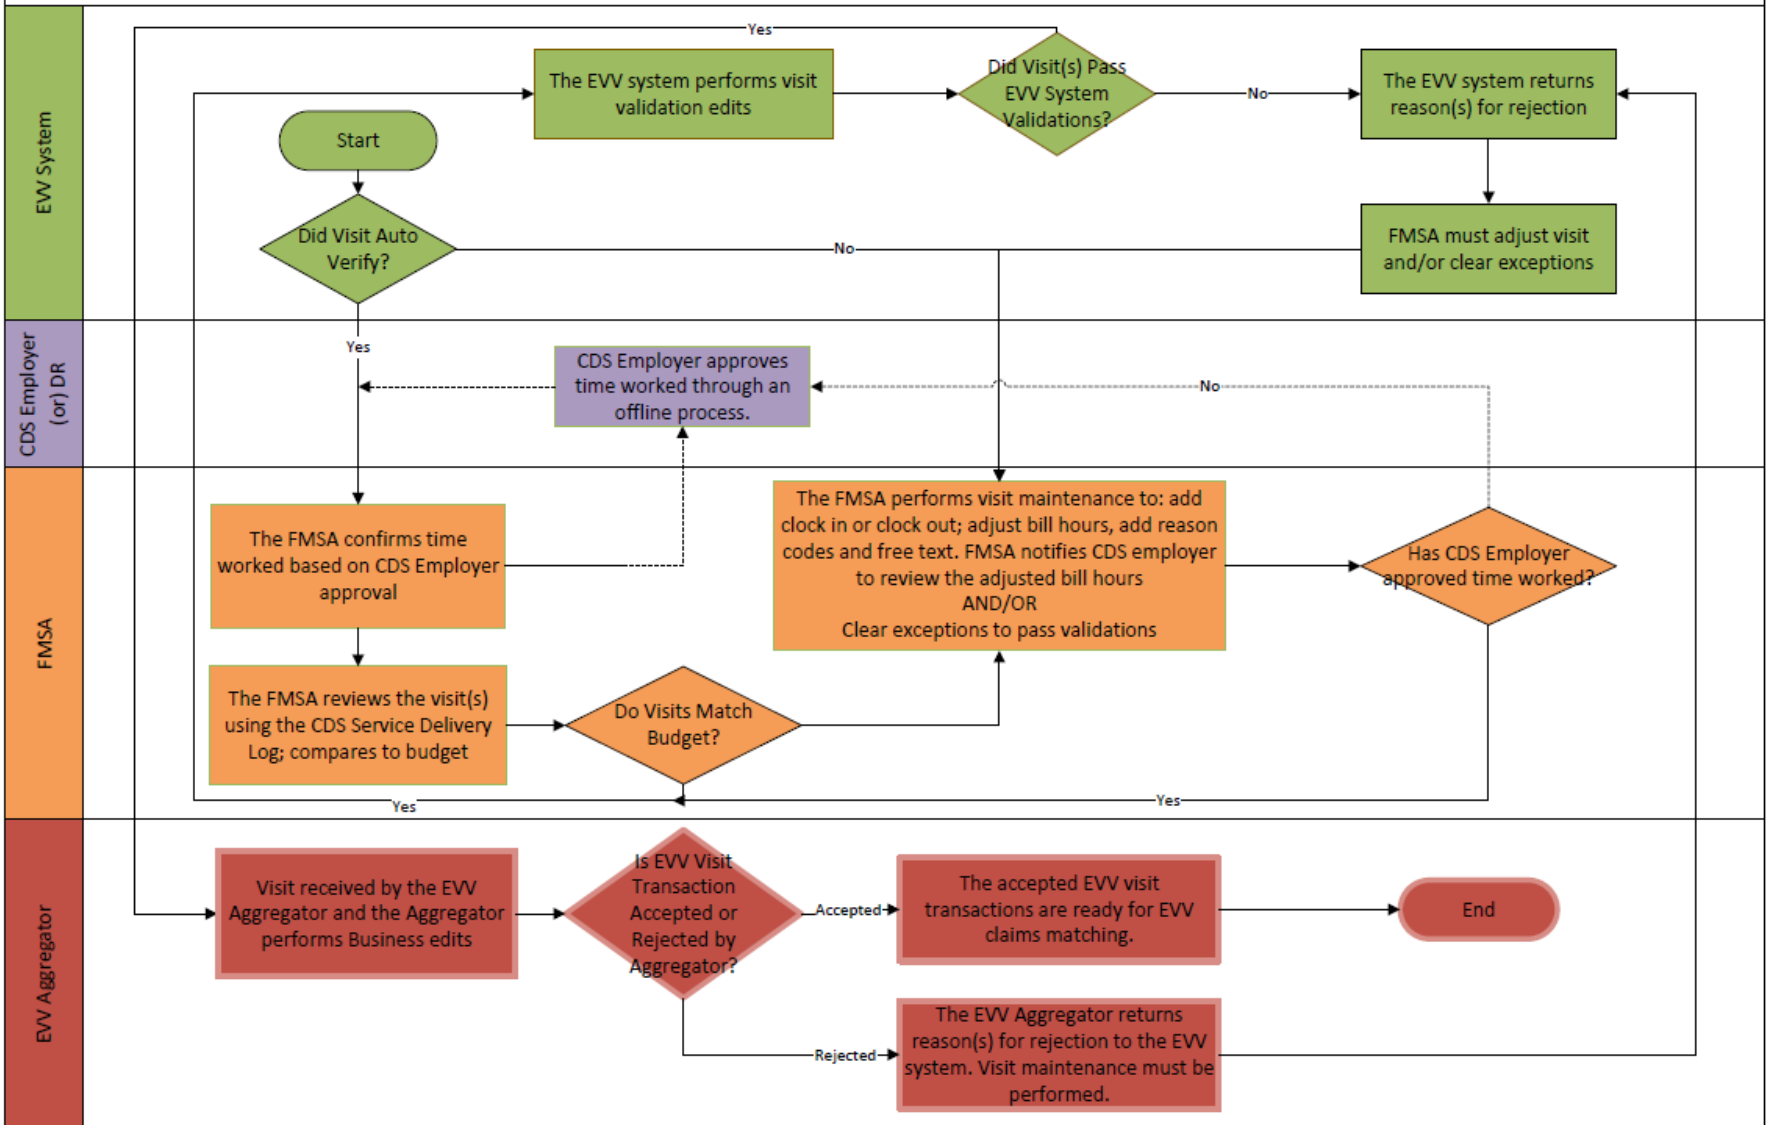 EVV System
Yes
The EVV system performs visit
validation edits
Did Visit(s) Pass
EVV System
Validations?
No
The EVV system returns
reason(s) for rejection
Start
Did Visit Auto
Verify?
No
FMSA must adjust visit
and/or clear exceptions
CDS Employer
(or) DR
Yes
CDS Employer approves
time worked through an
offline process.
No
FMSA
The FMSA confirms time
worked based on CDS Employer
approval
The FMSA performs visit maintenance to: add
clock in or clock out; adjust bill hours, add reason
codes and free text. FMSA notifies CDS employer
to review the adjusted bill hours
AND/OR
Clear exceptions to pass validations
Has CDS Employer
approved time worked?
The FMSA reviews the visit(s)
using the CDS Service Delivery
Log; compares to budget
Do Visits Match
Budget?
Yes
Yes
EVV Aggregator
Visit received by the EVV
Aggregator and the Aggregator
performs Business edits
Is EVV Visit
Transaction
Accepted or
Rejected by
Aggregator?
Accepted
The accepted EVV visit
transactions are ready for EVV
claims matching.
End
Rejected
The EVV Aggregator returns
reason(s) for rejection to the EVV
system. Visit maintenance must be
performed.